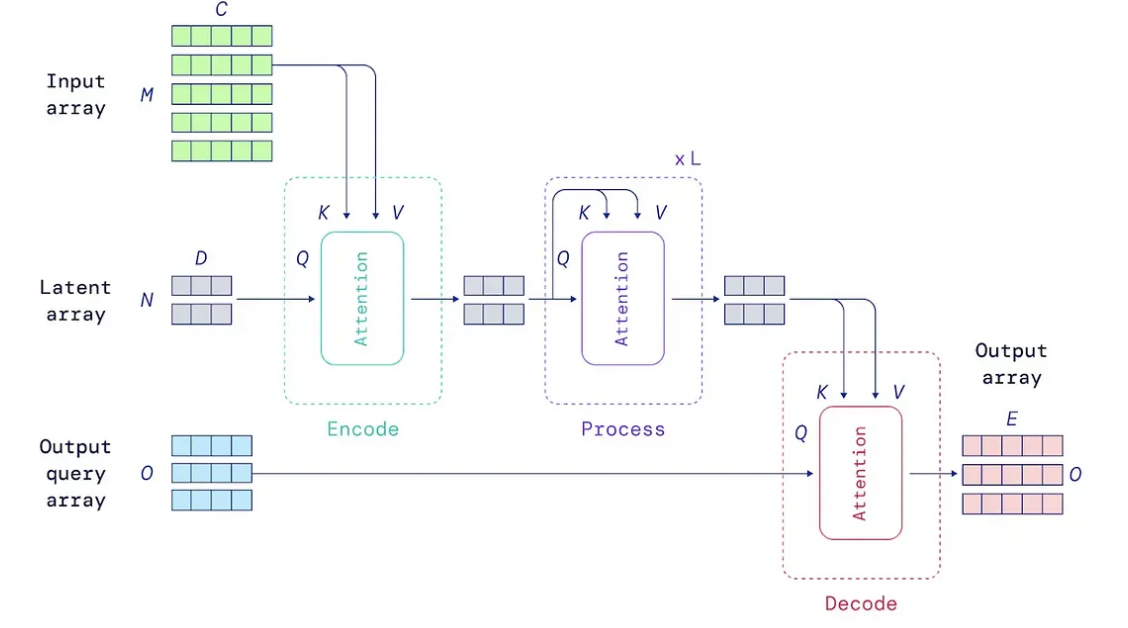 C
Input
array
M
x L
K
V
K
V
D
Q
Q
Latent
array
N
Attention
Attention
Encode
Process
Output
array
K
V
E
Output
query
array
O
Q
Attention
O
Decode